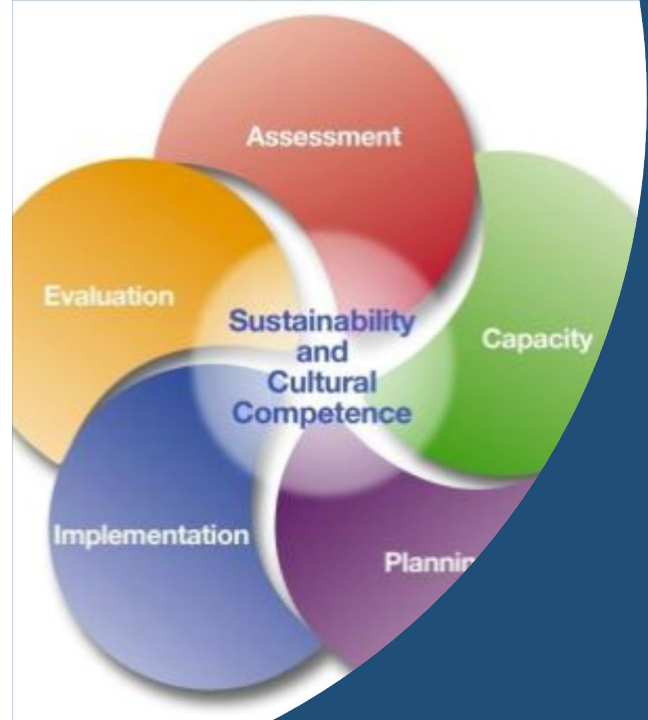 Assessment
Capacity
Plannin
Implementation
Evaluation
Sustainability
and
Cultural
Competence